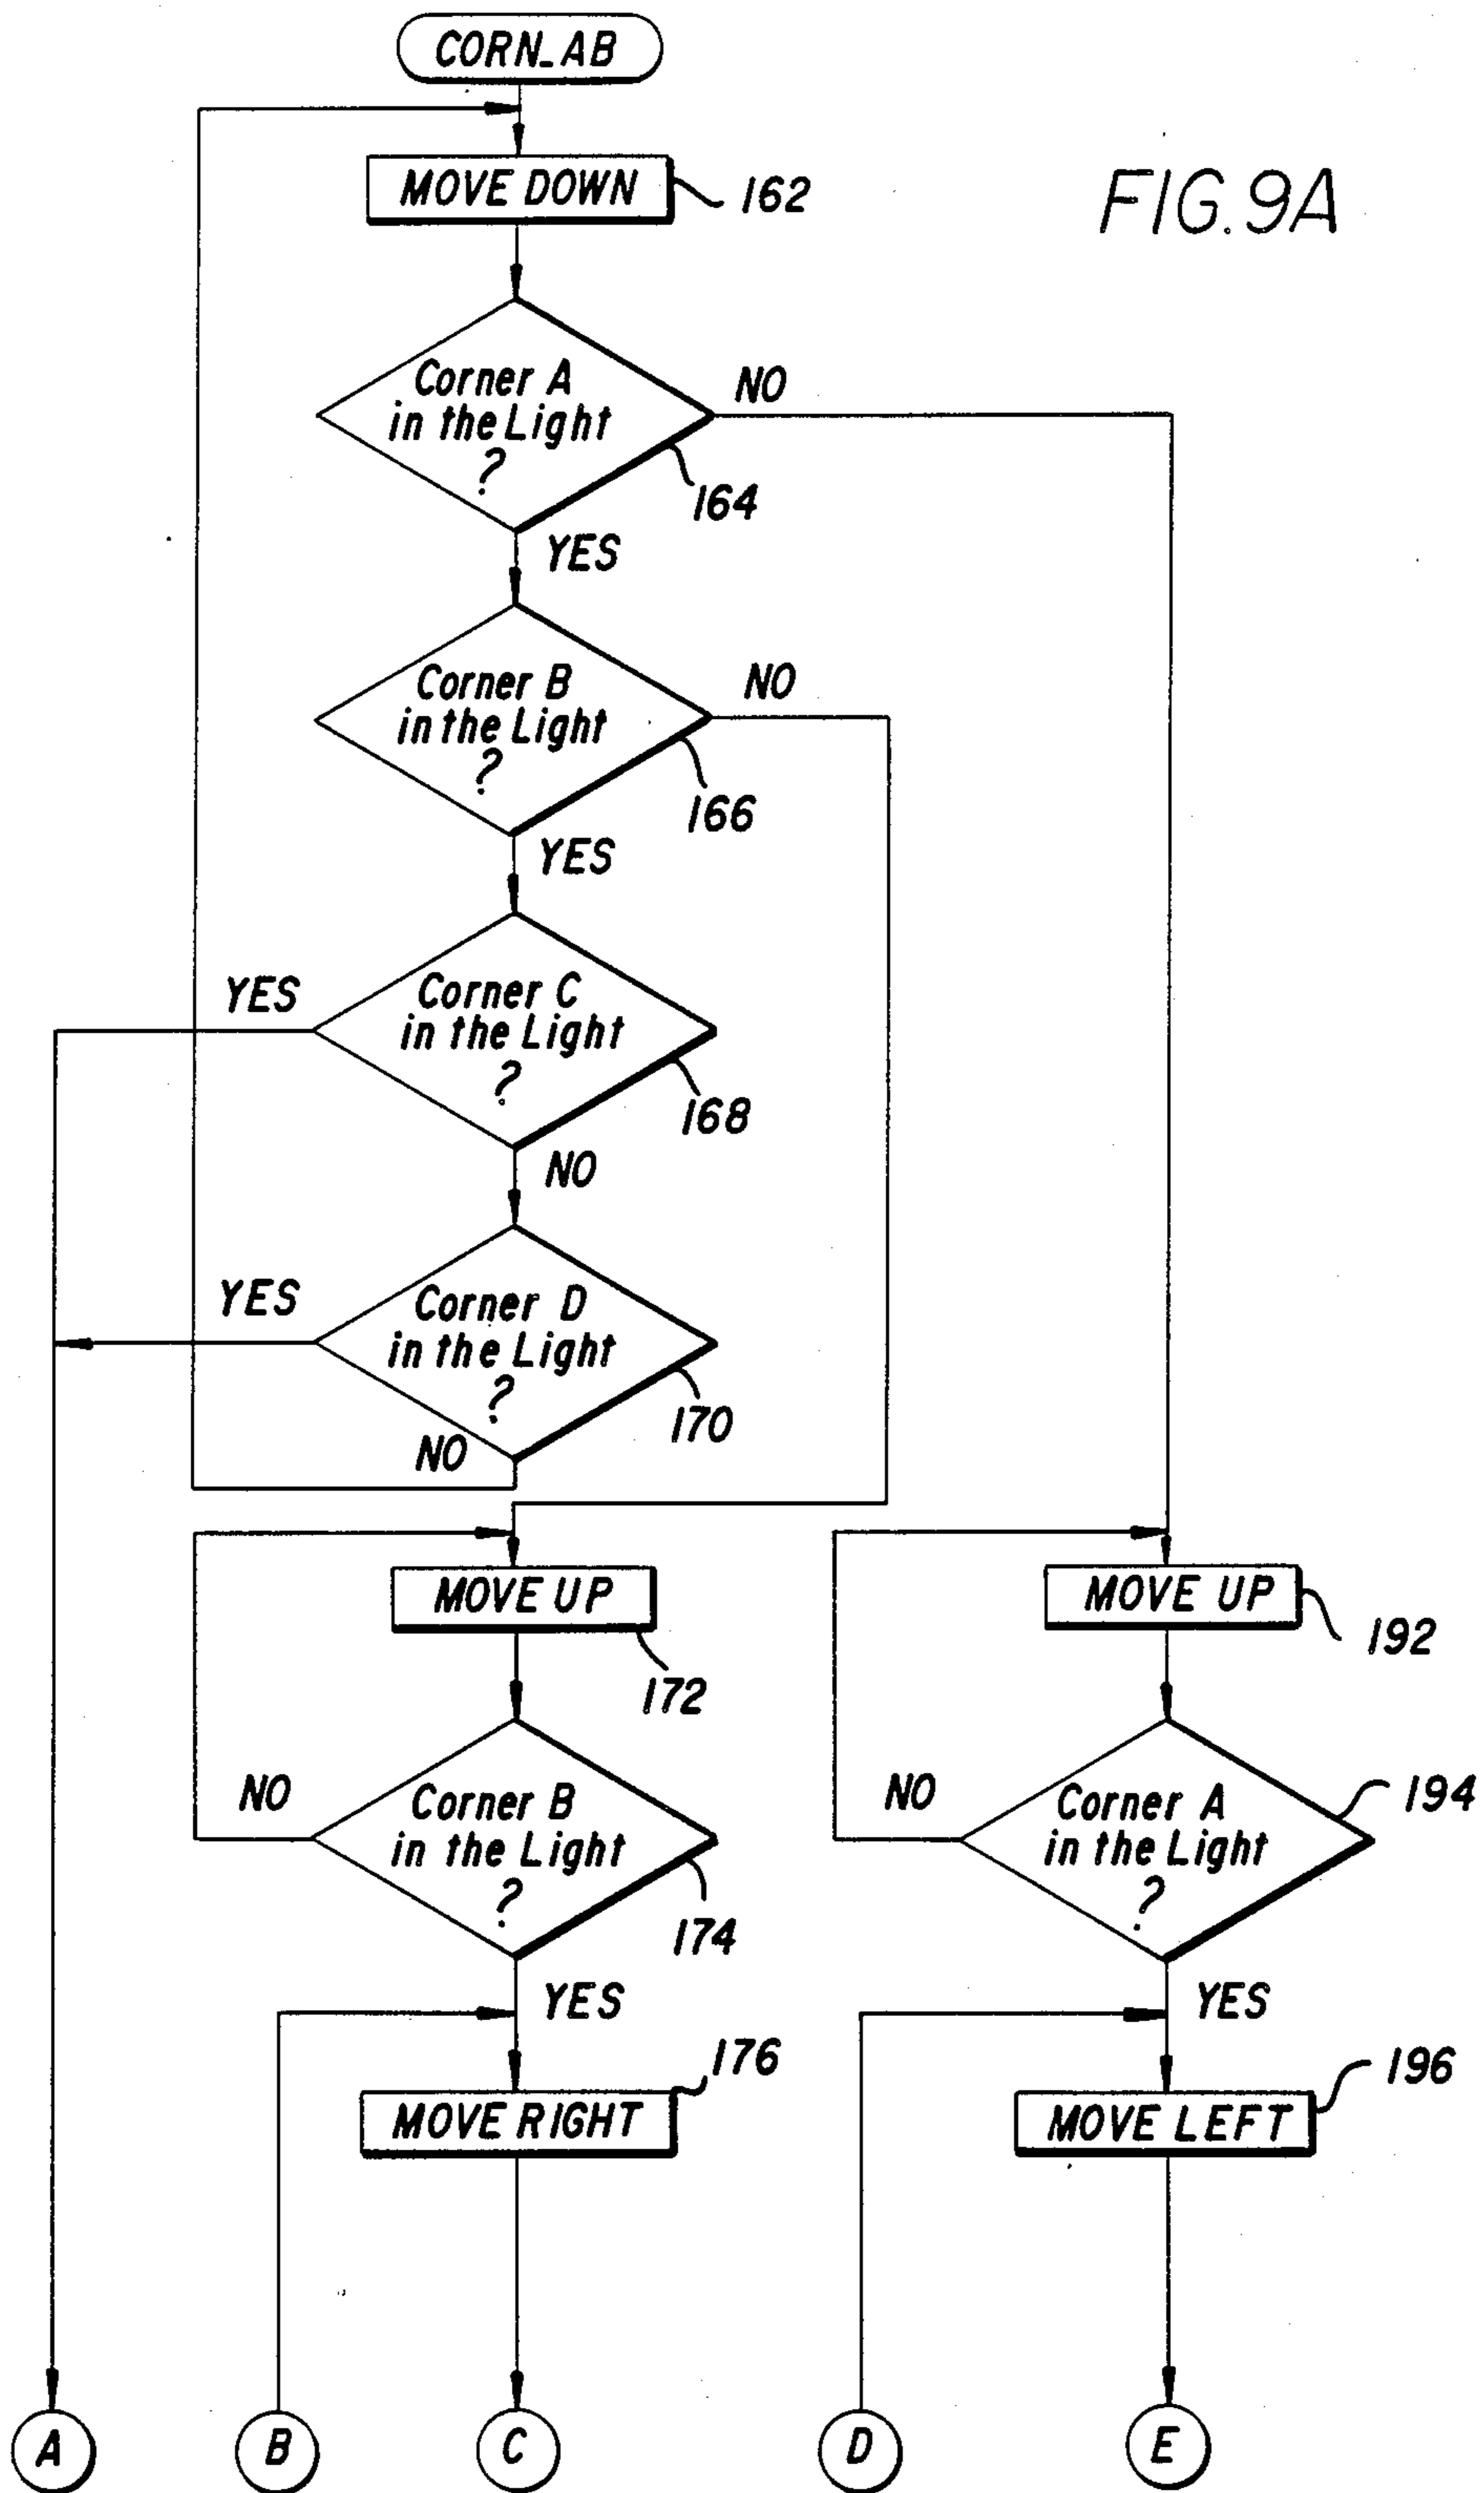 CORN_AB
MOVE DOWN
162
FIG. 9A
Corner A
in the Light
?
NO
164
YES
Corner B
in the Light
?
NO
166
YES
Corner C
in the Light
?
YES
168
NO
Corner D
in the Light
?
YES
170
NO
MOVE UP
172
MOVE UP
192
Corner B
in the Light
?
NO
174
YES
Corner A
in the Light
?
NO
194
YES
176
MOVE RIGHT
196
MOVE LEFT
A
B
C
D
E